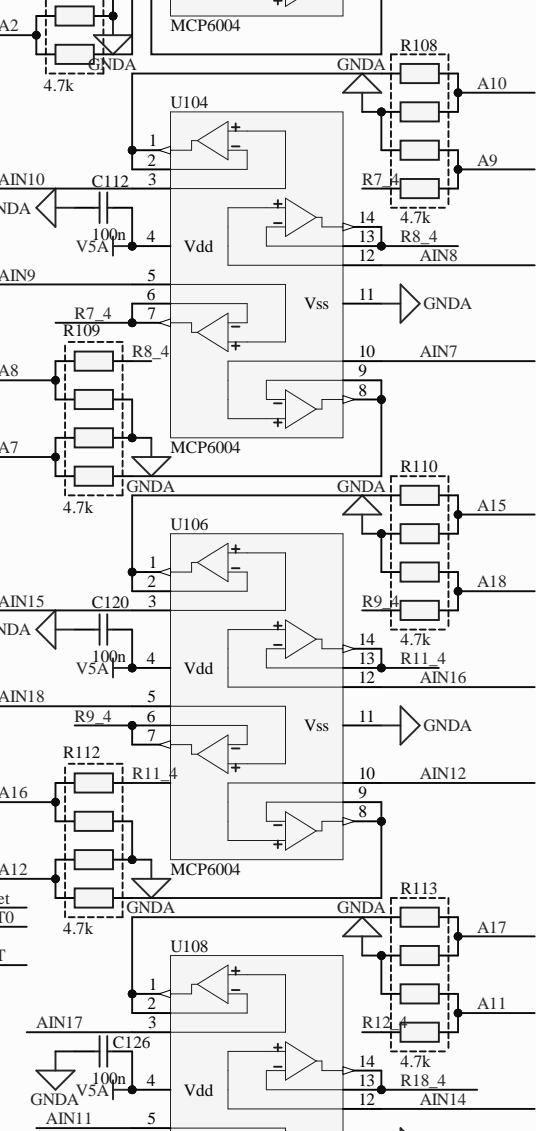 A2
MCP6004
GNDA
4.7k
R108
GNDA
A10
U104
1
2
3
AIN10
A9
R7_4
4.7k
C112
NDA
100n
V5A
4
Vdd
14
13
12
R8_4
AIN8
AIN9
5
6
7
R7_4
Vss
11
GNDA
R109
R8_4
10
9
8
AIN7
A8
A7
MCP6004
GNDA
4.7k
R110
GNDA
A15
U106
1
2
3
AIN15
A18
R9_4
4.7k
C120
NDA
100n
V5A
4
Vdd
14
13
12
R11_4
AIN16
AIN18
5
6
7
R9_4
Vss
11
GNDA
R112
R11_4
10
9
8
AIN12
A16
A12
MCP6004
et
T0
T
GNDA
4.7k
R113
GNDA
A17
U108
1
2
3
AIN17
A11
R12_4
4.7k
C126
100n
GNDA
V5A
4
Vdd
14
13
12
R18_4
AIN14
AIN11
5